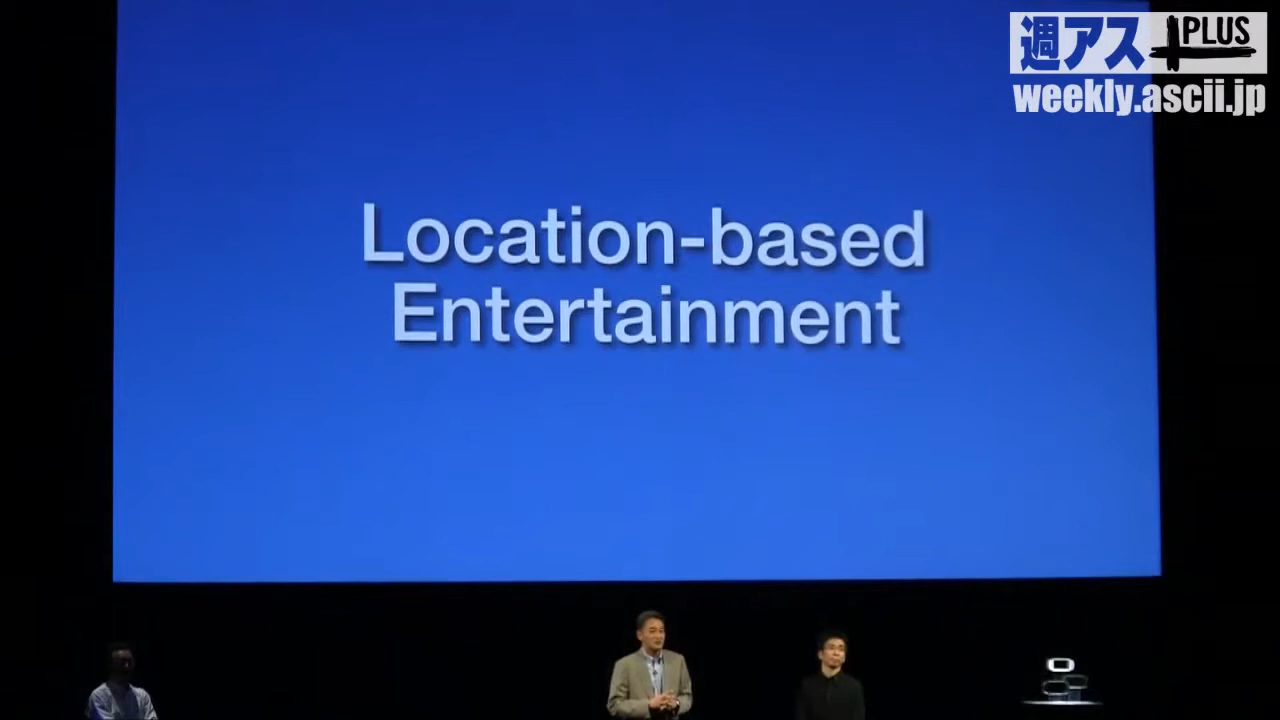 週アス PLUS
weekly.ascii.jp
Location-based
Entertainment